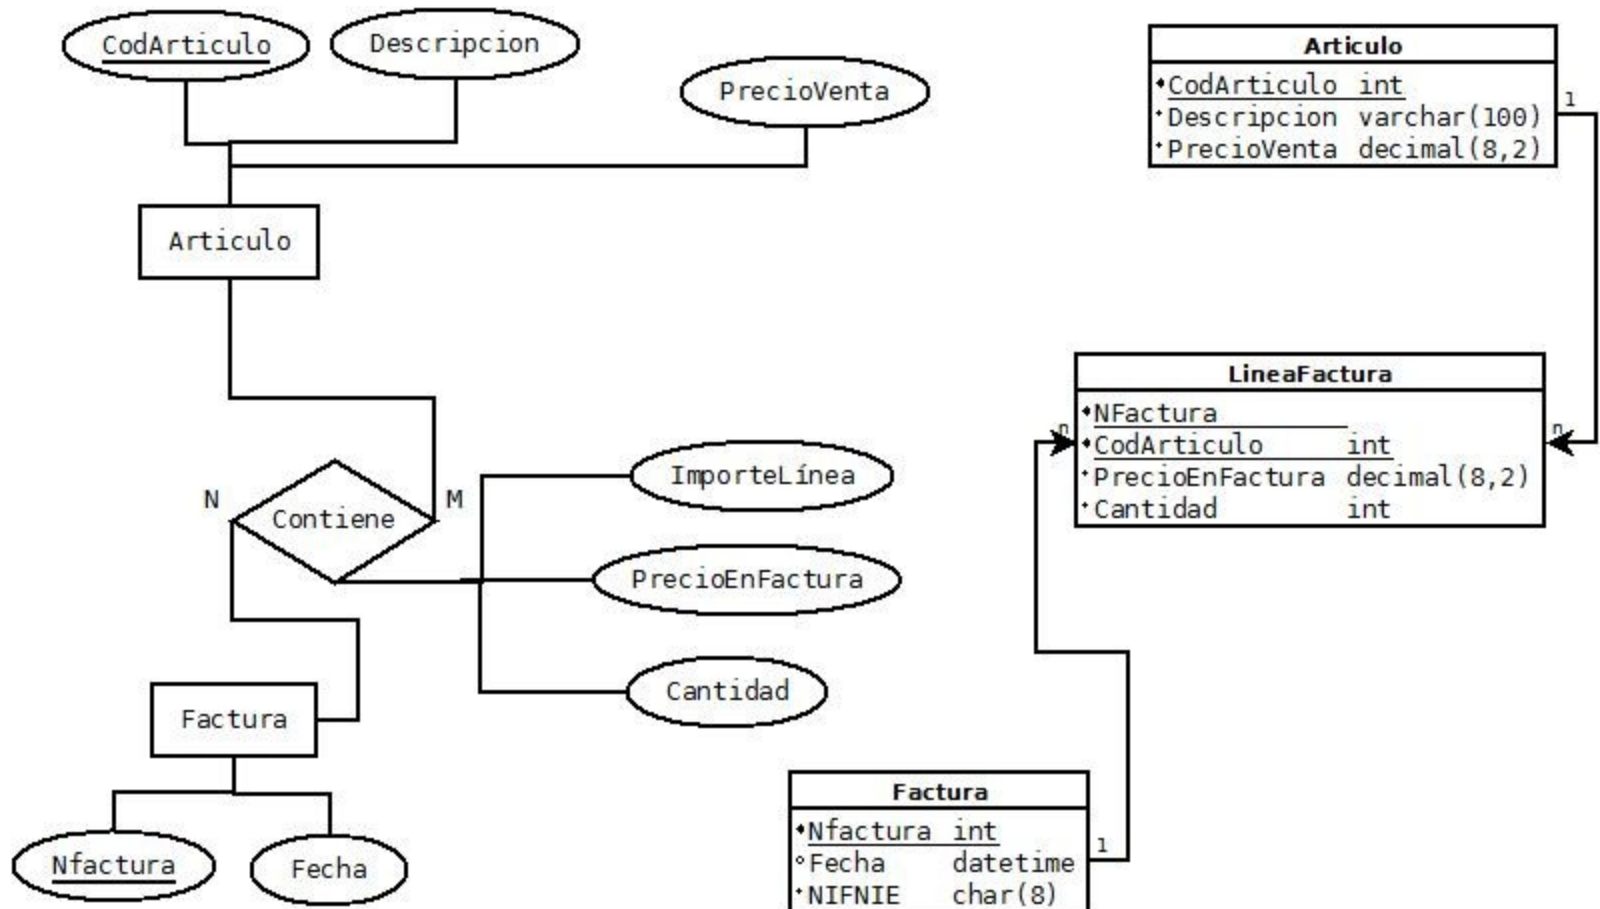 CodArticulo
Descripcion
PrecioVenta
Articulo
N
Contiene
M
ImporteLínea
PrecioEnFactura
Cantidad
Factura
Nfactura
Fecha
Articulo
CodArticulo int
Descripcion varchar(100)
PrecioVenta decimal(8,2)
1
LineaFactura
NFactura
CodArticulo int
PrecioEnFactura decimal(8,2)
Cantidad int
n
n
Factura
Nfactura int
Fecha datetime
NIFNIE char(8)
1